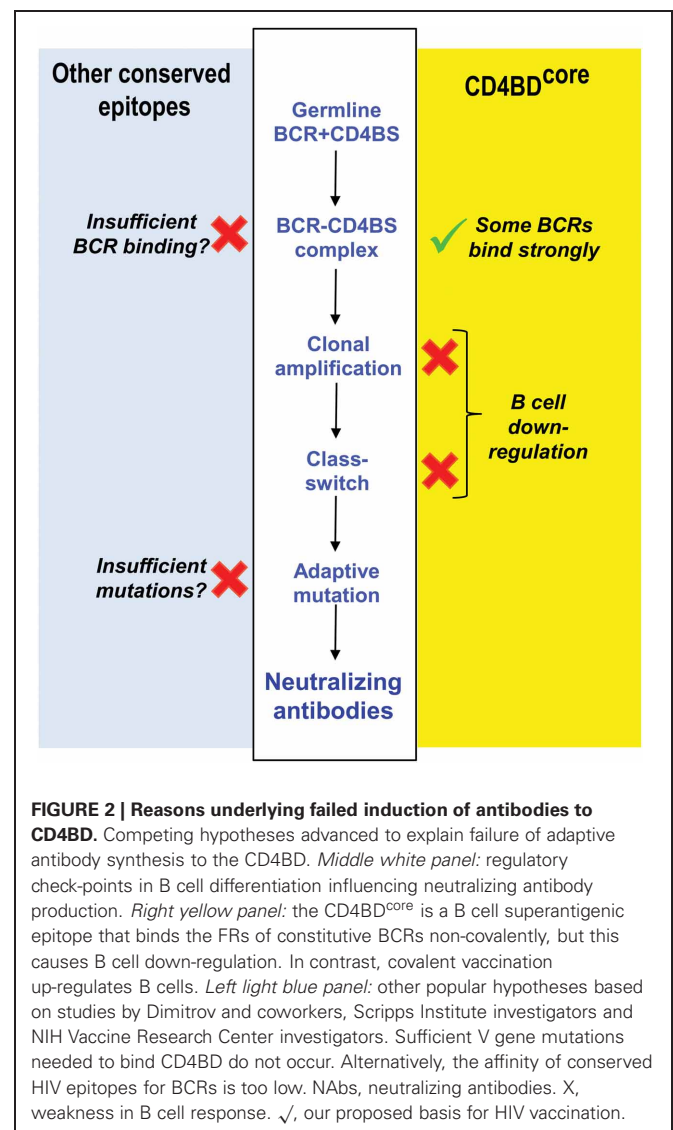 Other conserved
epitopes
CD4BDcore
Germline
BCR+CD4BS
Insufficient
BCR binding?
BCR-CD4BS
complex
Some BCRs
bind strongly
Clonal
amplification
B cell
down-
regulation
Class-
switch
Insufficient
mutations?
Adaptive
mutation
Neutralizing
antibodies
FIGURE 2 | Reasons underlying failed induction of antibodies to
CD4BD. Competing hypotheses advanced to explain failure of adaptive
antibody synthesis to the CD4BD. Middle white panel: regulatory
check-points in B cell differentiation influencing neutralizing antibody
production. Right yellow panel: the CD4BDcore is a B cell superantigenic
epitope that binds the FRs of constitutive BCRs non-covalently, but this
causes B cell down-regulation. In contrast, covalent vaccination
up-regulates B cells. Left light blue panel: other popular hypotheses based
on studies by Dimitrov and coworkers, Scripps Institute investigators and
NIH Vaccine Research Center investigators. Sufficient V gene mutations
needed to bind CD4BD do not occur. Alternatively, the affinity of conserved
HIV epitopes for BCRs is too low. NAbs, neutralizing antibodies. X,
weakness in B cell response. √, our proposed basis for HIV vaccination.